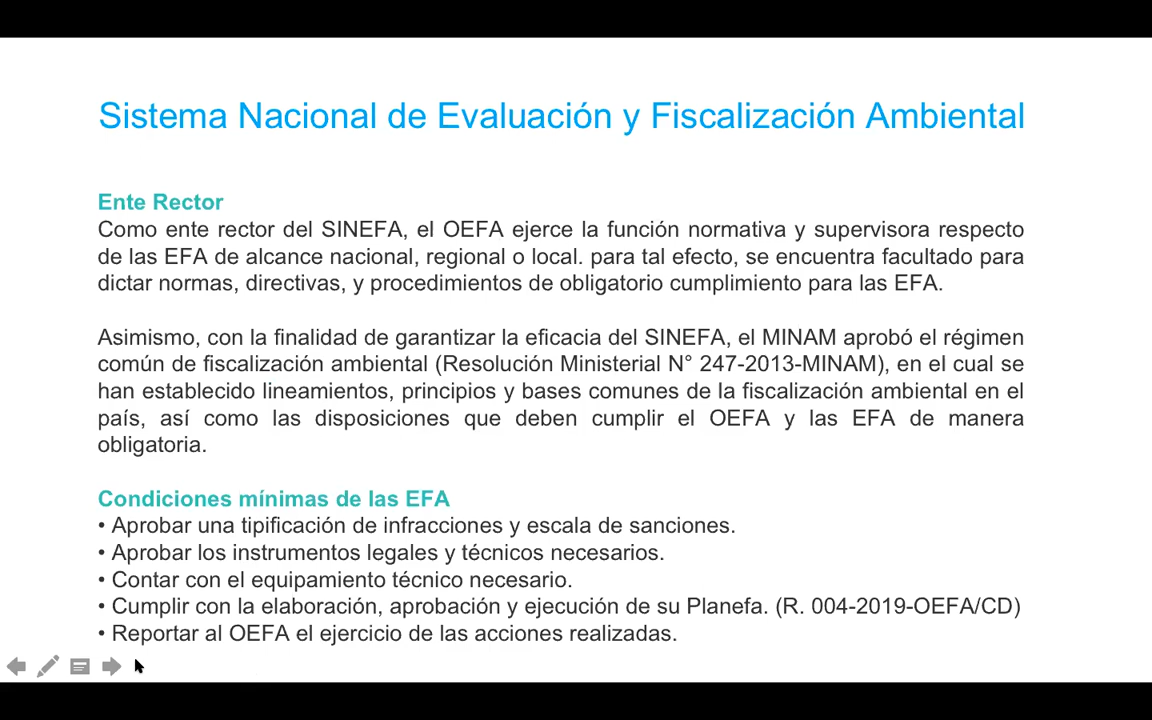 Sistema Nacional de Evaluación y Fiscalización Ambiental
Ente Rector
Como ente rector del SINEFA, el OEFA ejerce la función normativa y supervisora respecto
de las EFA de alcance nacional, regional o local. para tal efecto, se encuentra facultado para
dictar normas, directivas, y procedimientos de obligatorio cumplimiento para las EFA.
Asimismo, con la finalidad de garantizar la eficacia del SINEFA, el MINAM aprobó el régimen
común de fiscalización ambiental (Resolución Ministerial N° 247-2013-MINAM), en el cual se
han establecido lineamientos, principios y bases comunes de la fiscalización ambiental en el
país, así como las disposiciones que deben cumplir el OEFA y las EFA de manera
obligatoria.
Condiciones mínimas de las EFA
• Aprobar una tipificación de infracciones y escala de sanciones.
• Aprobar los instrumentos legales y técnicos necesarios.
• Contar con el equipamiento técnico necesario.
• Cumplir con la elaboración, aprobación y ejecución de su Planefa. (R. 004-2019-OEFA/CD)
• Reportar al OEFA el ejercicio de las acciones realizadas.